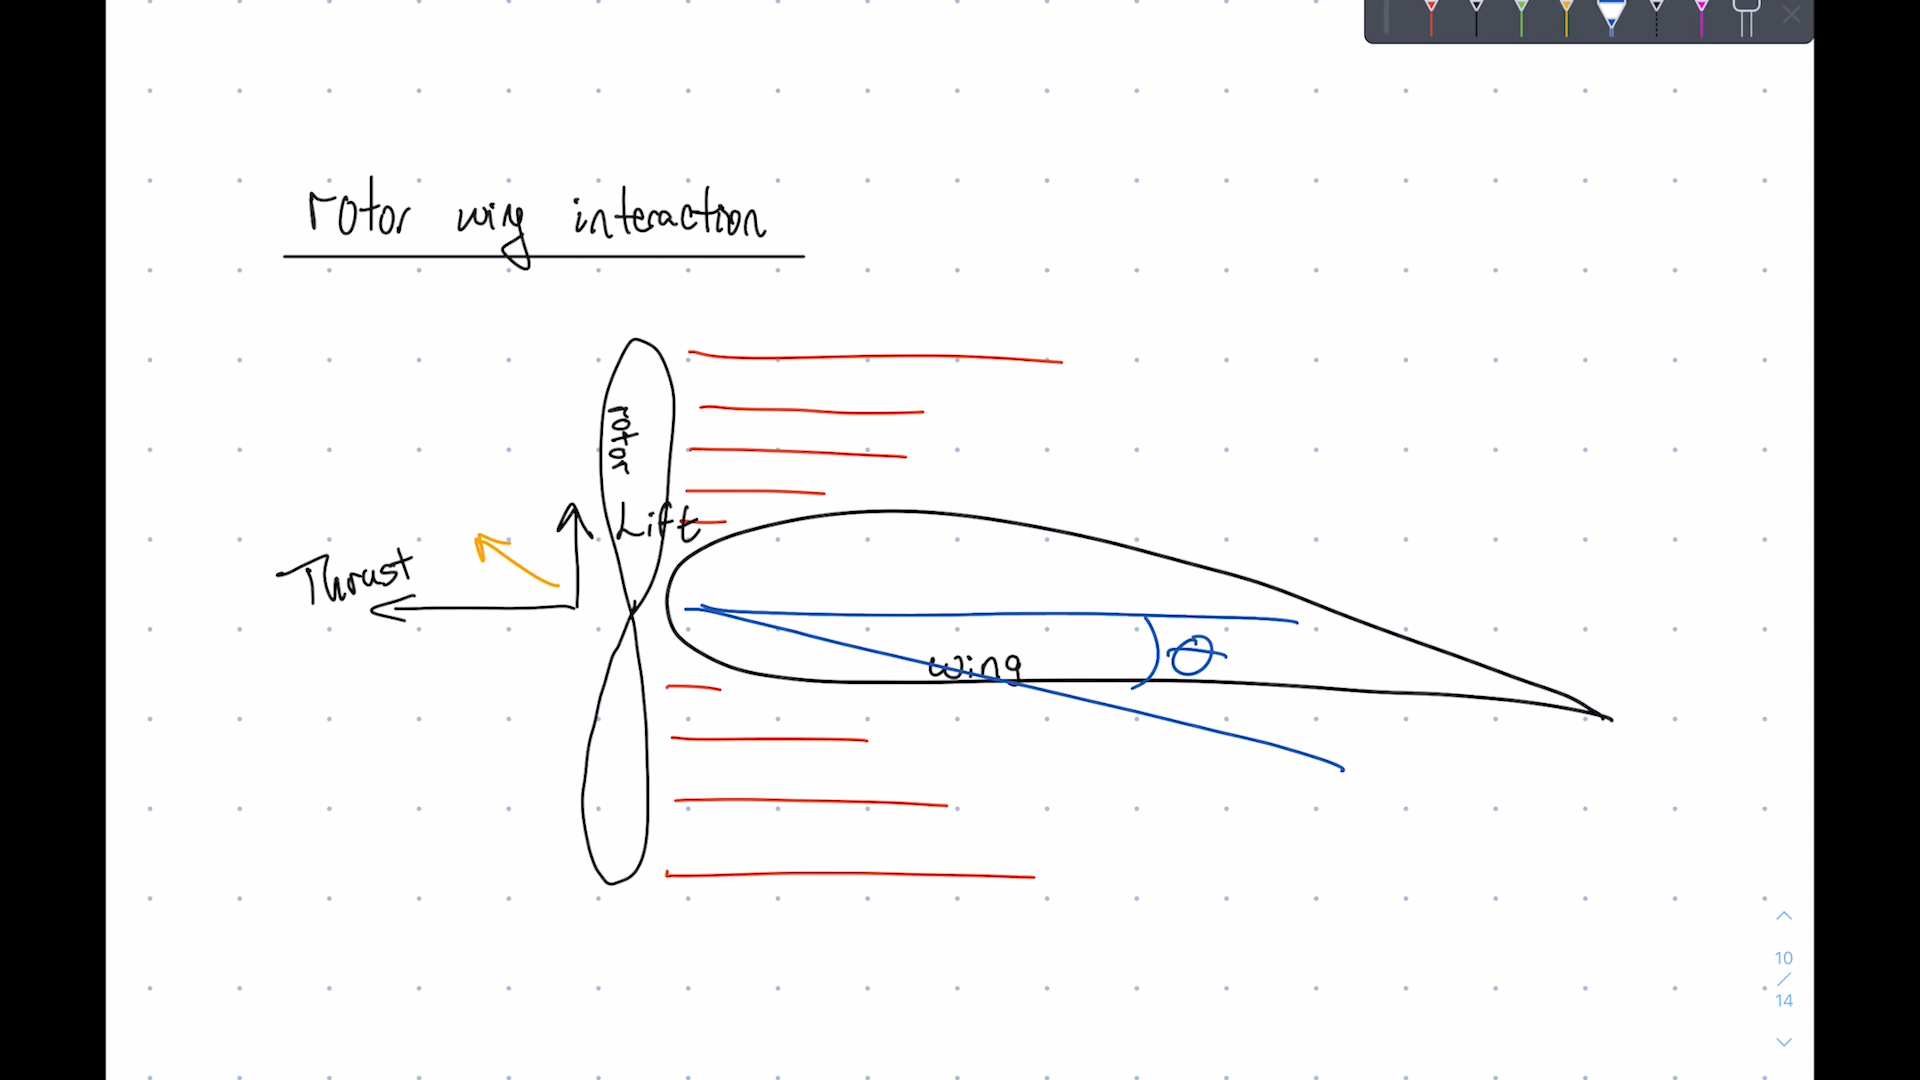 rotor wing interaction
rotor
Lift
Thrust
wing
θ
10
/
14